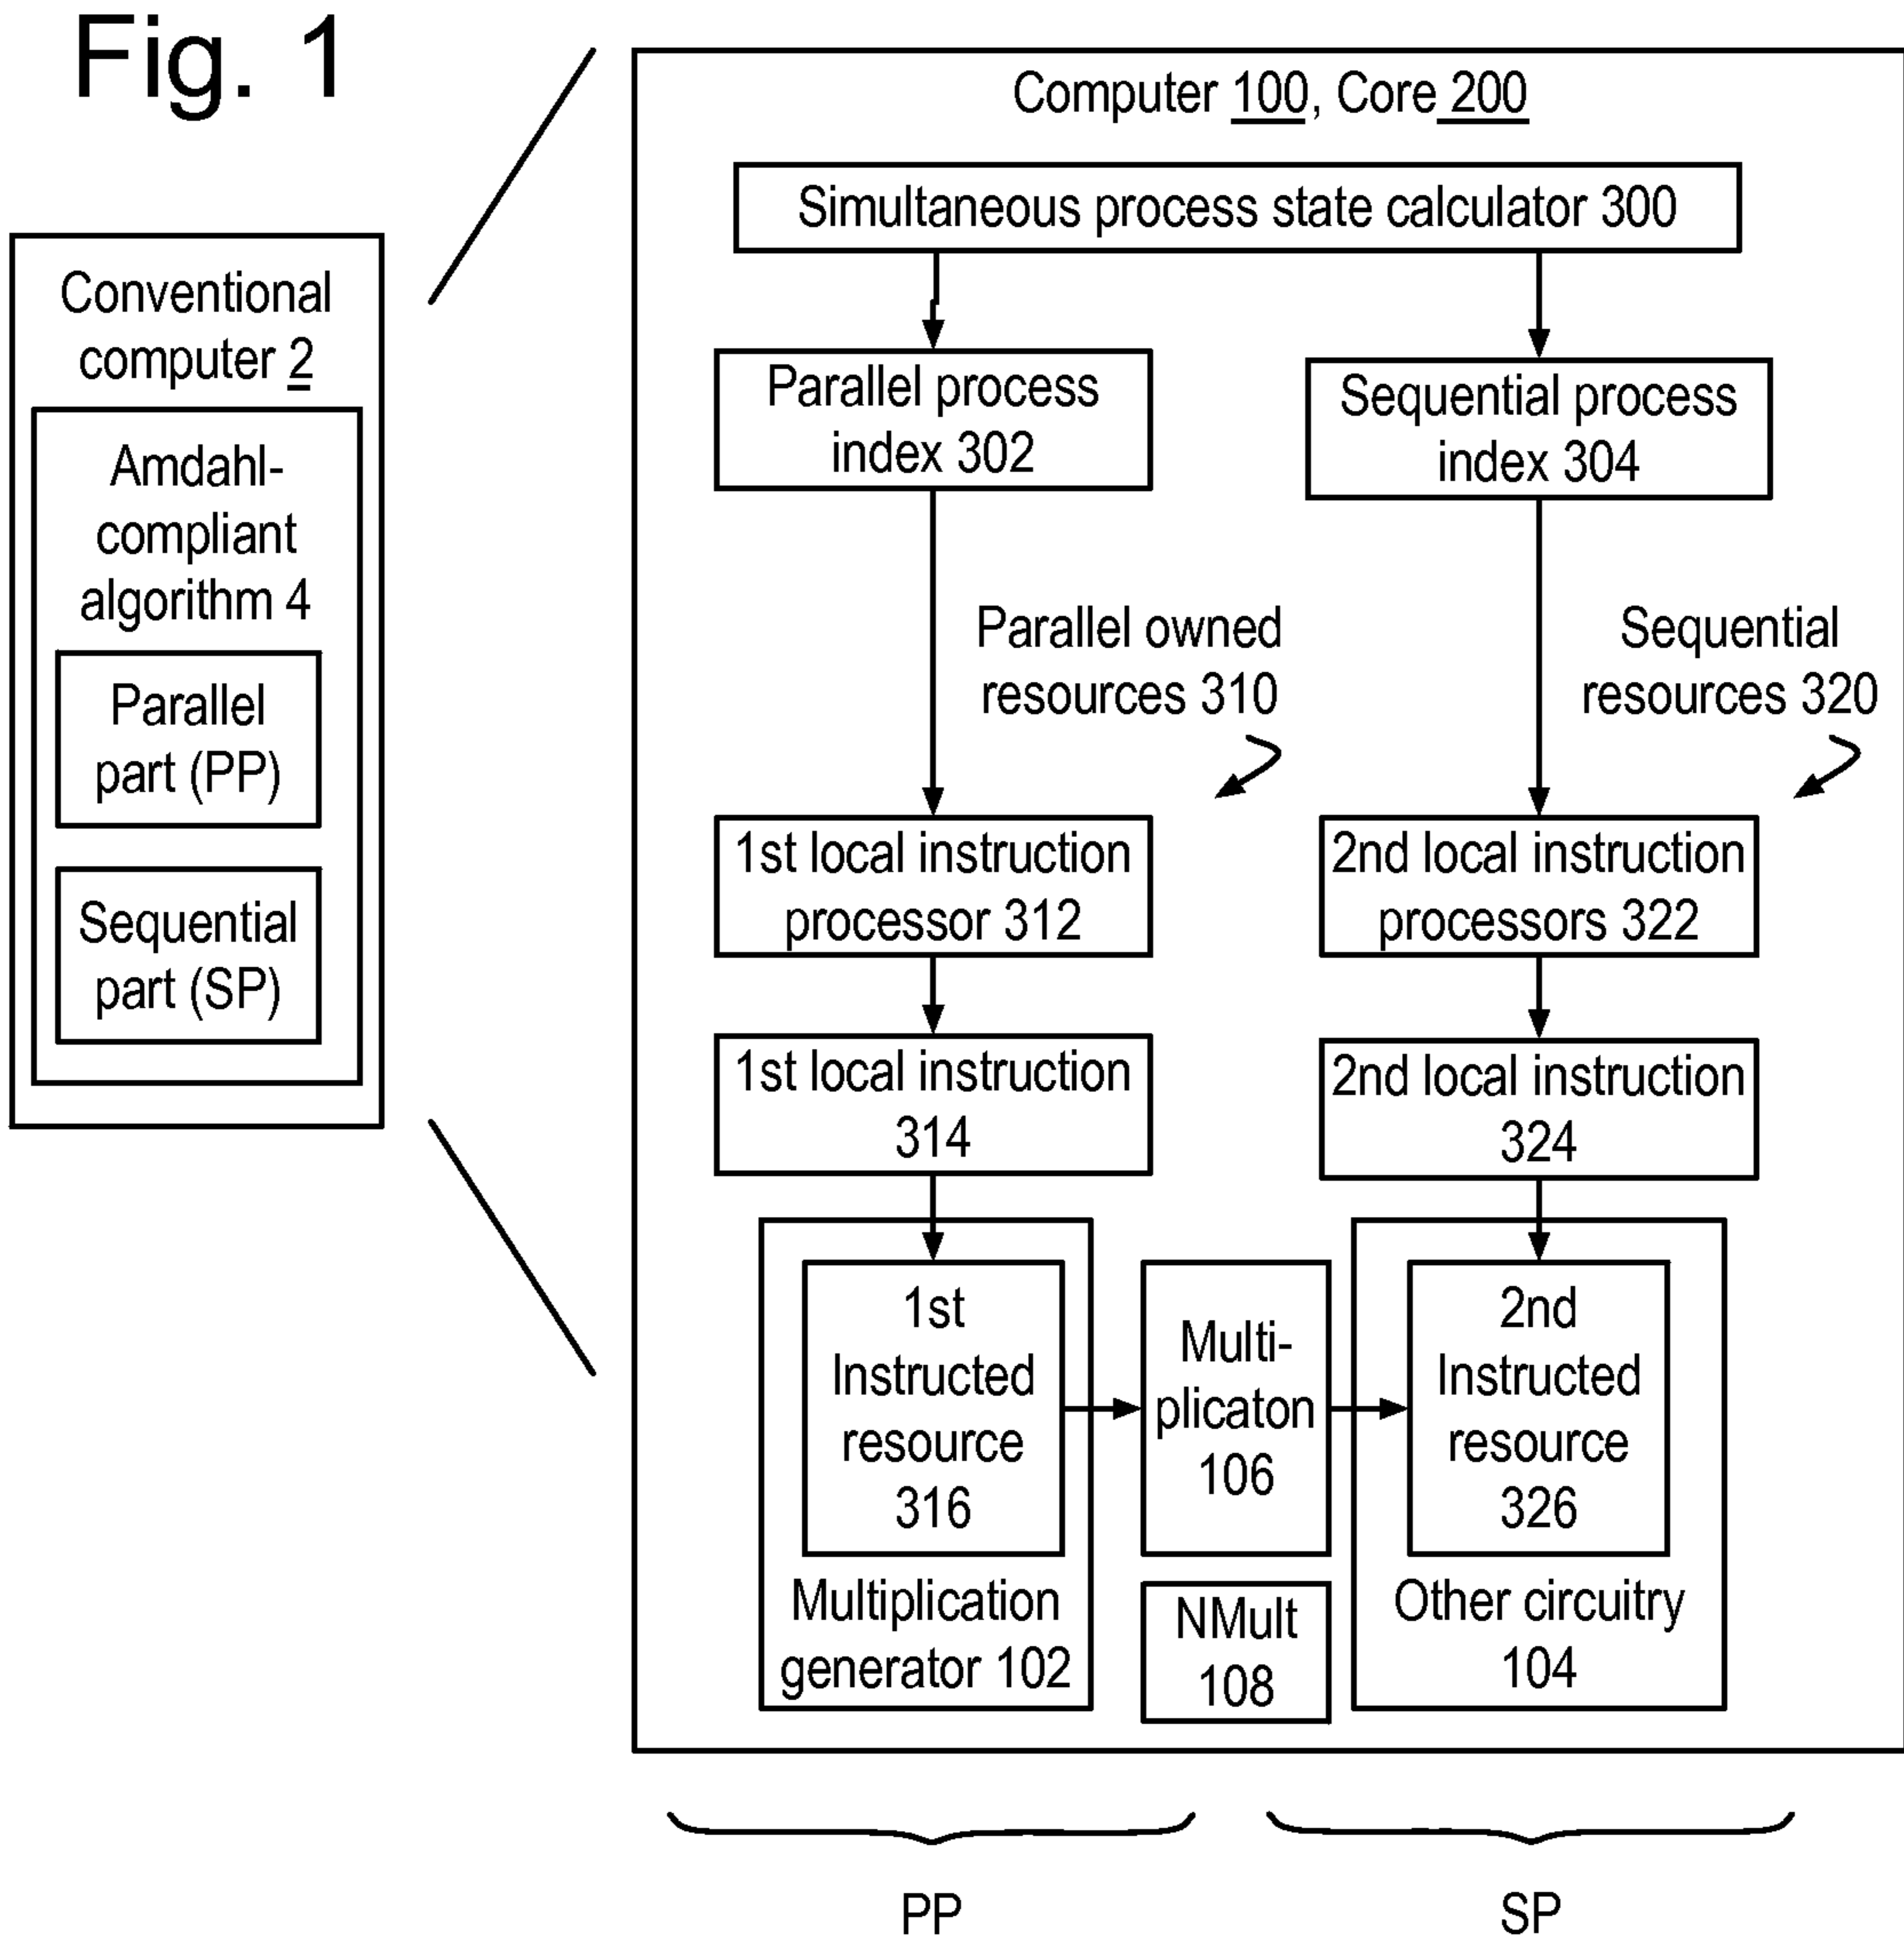 Fig. 1
Conventional
computer 2
Amdahl-
compliant
algorithm 4
Parallel
part (PP)
Sequential
part (SP)
Computer 100, Core 200
Simultaneous process state calculator 300
Parallel process
index 302
Sequential process
index 304
Parallel owned
resources 310
Sequential
resources 320
1st local instruction
processor 312
2nd local instruction
processors 322
1st local instruction
314
2nd local instruction
324
1st
Instructed
resource
316
Multiplication
generator 102
Multi-
plicaton
106
NMult
108
2nd
Instructed
resource
326
Other circuitry
104
PP
SP